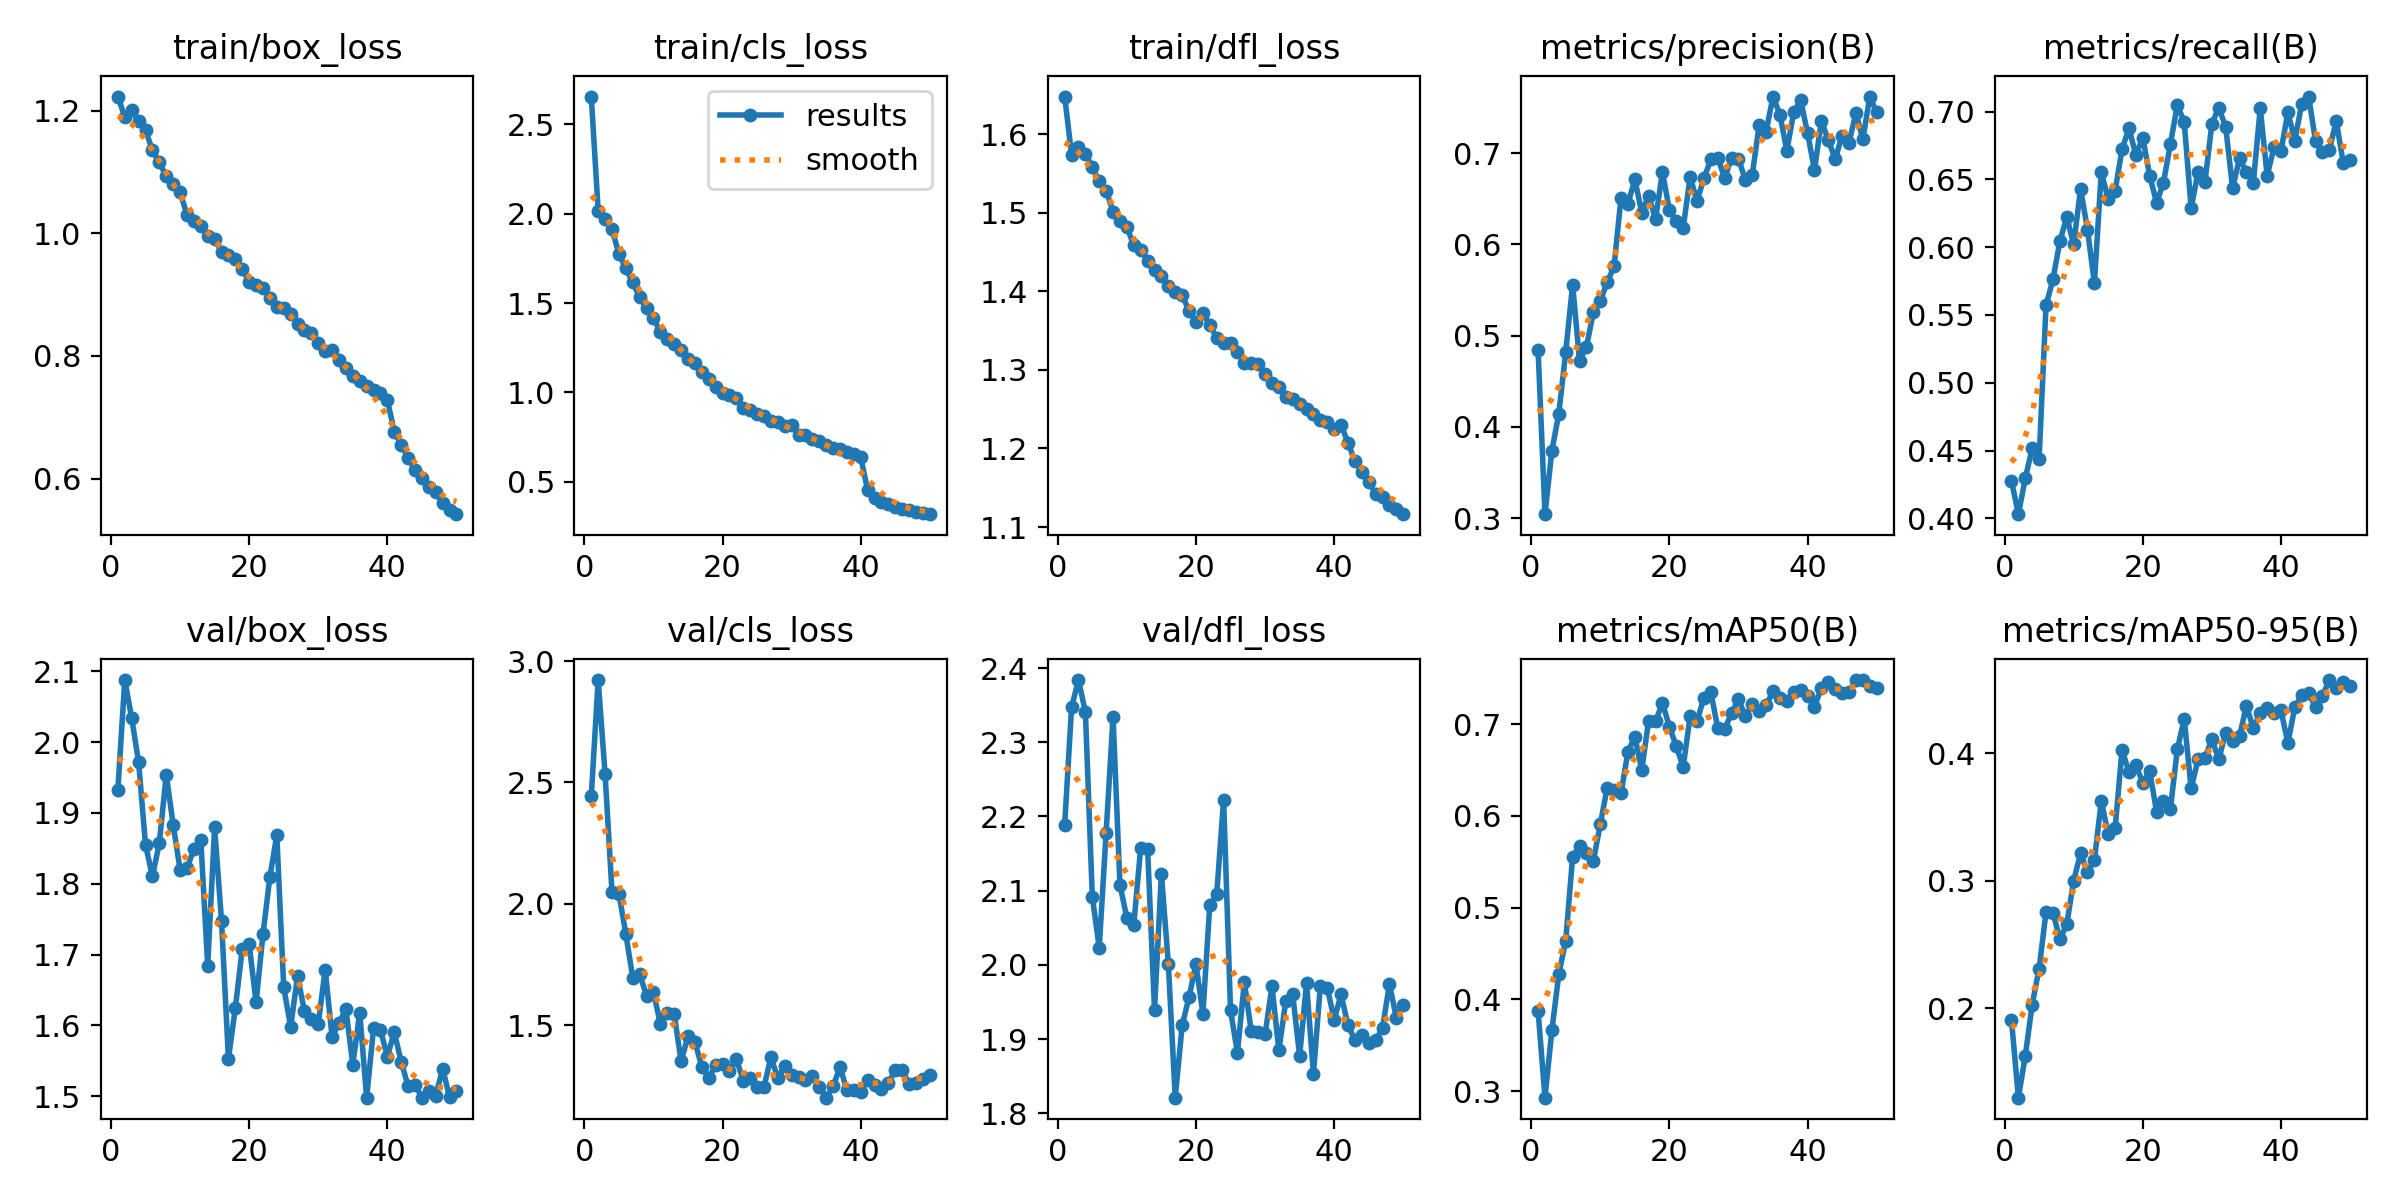 train/box_loss
1.2
1.0
0.8
0.6
0 20 40
train/cls_loss
results
smooth
2.5
2.0
1.5
1.0
0.5
0 20 40
train/dfl_loss
1.6
1.5
1.4
1.3
1.2
1.1
0 20 40
metrics/precision(B)
0.7
0.6
0.5
0.4
0.3
0 20 40
metrics/recall(B)
0.70
0.65
0.60
0.55
0.50
0.45
0.40
0 20 40
val/box_loss
2.1
2.0
1.9
1.8
1.7
1.6
1.5
0 20 40
val/cls_loss
3.0
2.5
2.0
1.5
0 20 40
val/dfl_loss
2.4
2.3
2.2
2.1
2.0
1.9
1.8
0 20 40
metrics/mAP50(B)
0.7
0.6
0.5
0.4
0.3
0 20 40
metrics/mAP50-95(B)
0.4
0.3
0.2
0 20 40